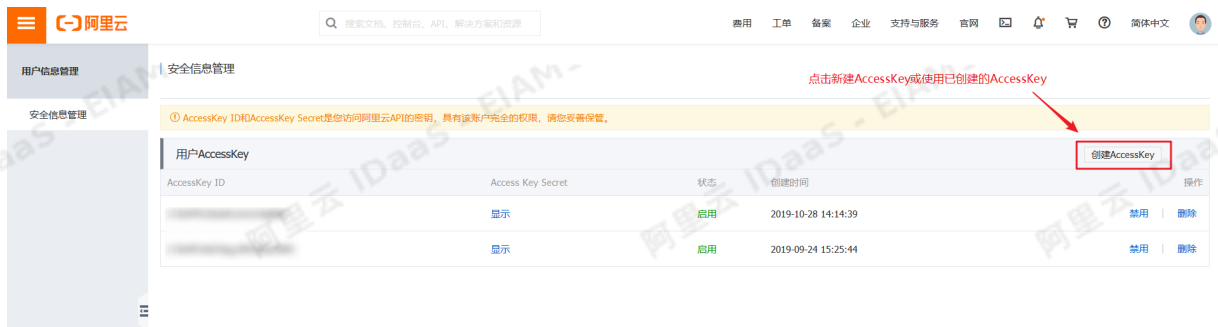 阿里云
搜索文档、控制台、API、解决方案和资源
费用 工单 备案 企业 支持与服务 官网 简体中文
用户信息管理
安全信息管理
安全信息管理
点击新建AccessKey或使用已创建的AccessKey
AccessKey ID和AccessKey Secret是您访问阿里云API的密钥，具有该账户完全的权限，请您妥善保管。
用户AccessKey
创建AccessKey
AccessKey ID Access Key Secret 状态 创建时间 操作
显示 启用 2019-10-28 14:14:39 禁用 删除
显示 启用 2019-09-24 15:25:44 禁用 删除
阿里云 IDaaS - EIAM